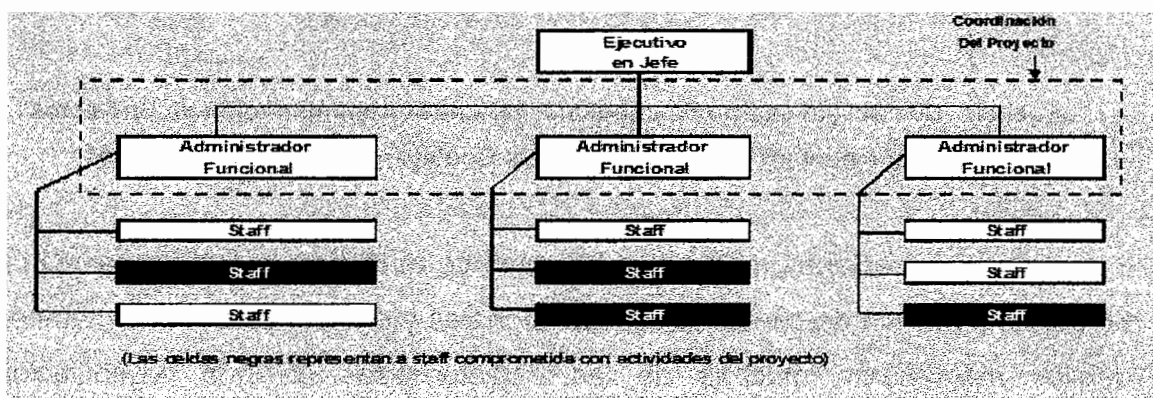 Coordinación
Del Proyecto
Ejecutivo
en Jefe
Administrador
Funcional
Administrador
Funcional
Administrador
Funcional
Staff
Staff
Staff
Staff
Staff
Staff
Staff
Staff
Staff
(Las celdas negras representan a staff comprometida con actividades del proyecto)